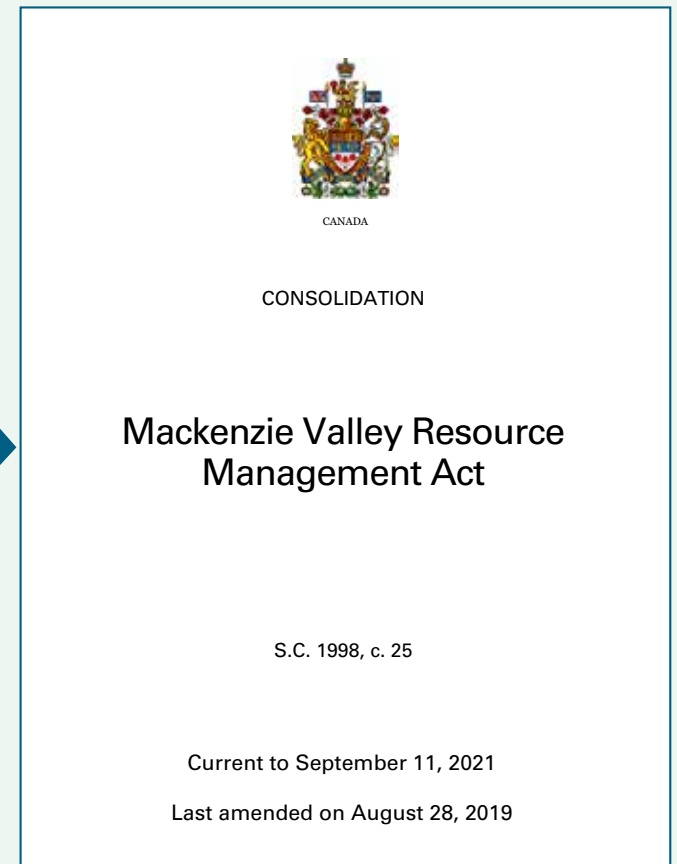 CANADA
CONSOLIDATION
Mackenzie Valley Resource
Management Act
S.C. 1998, c. 25
Current to September 11, 2021
Last amended on August 28, 2019